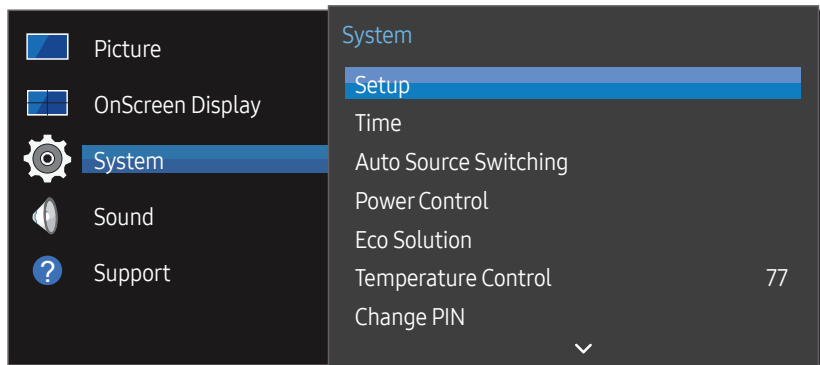 Picture
OnScreen Display
System
Sound
Support
System
Setup
Time
Auto Source Switching
Power Control
Eco Solution
Temperature Control 77
Change PIN